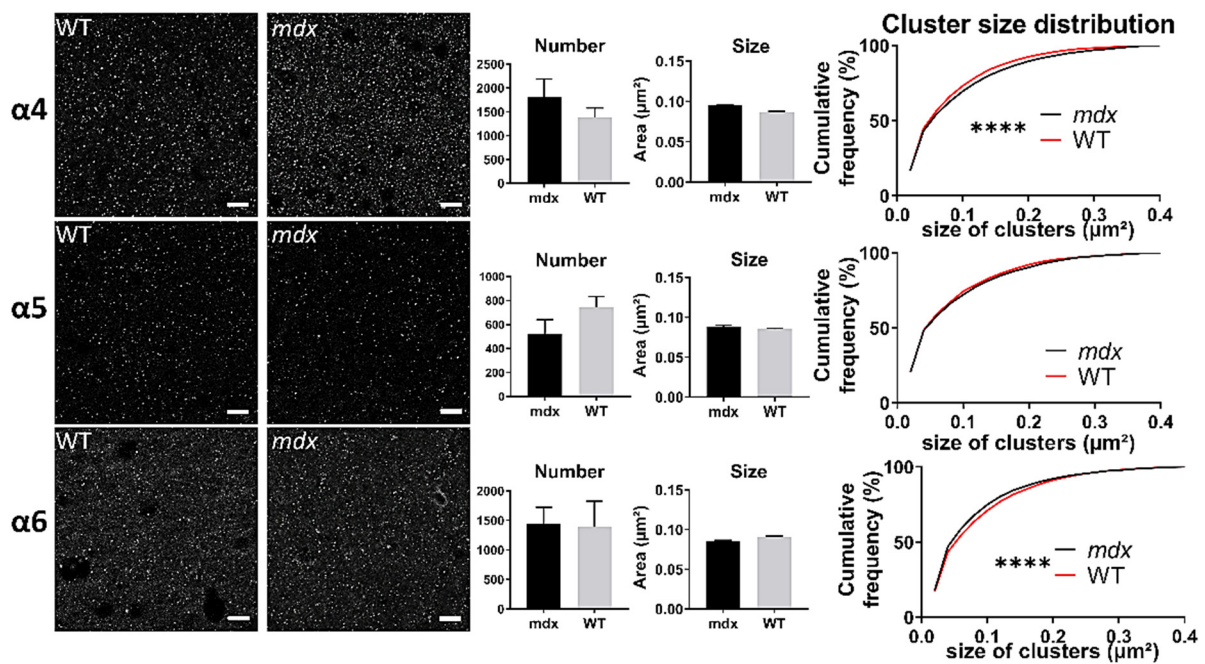 WT
mdx
Cluster size distribution
α4
Number
2500
2000
1500
1000
500
0
mdx WT
Size
Area (µm²)
0.15
0.10
0.05
0.00
mdx WT
Cumulative
frequency (%)
100
50
0
****
mdx
WT
0.0 0.1 0.2 0.3 0.4
size of clusters (µm²)
WT
mdx
α5
Number
1000
800
600
400
200
0
mdx WT
Size
Area (µm²)
0.15
0.10
0.05
0.00
mdx WT
Cumulative
frequency (%)
100
50
0
mdx
WT
0.0 0.1 0.2 0.3 0.4
size of clusters (µm²)
WT
mdx
α6
Number
2000
1500
1000
500
0
mdx WT
Size
Area (µm²)
0.15
0.10
0.05
0.00
mdx WT
Cumulative
frequency (%)
100
50
0
****
mdx
WT
0.0 0.1 0.2 0.3 0.4
size of clusters (µm²)